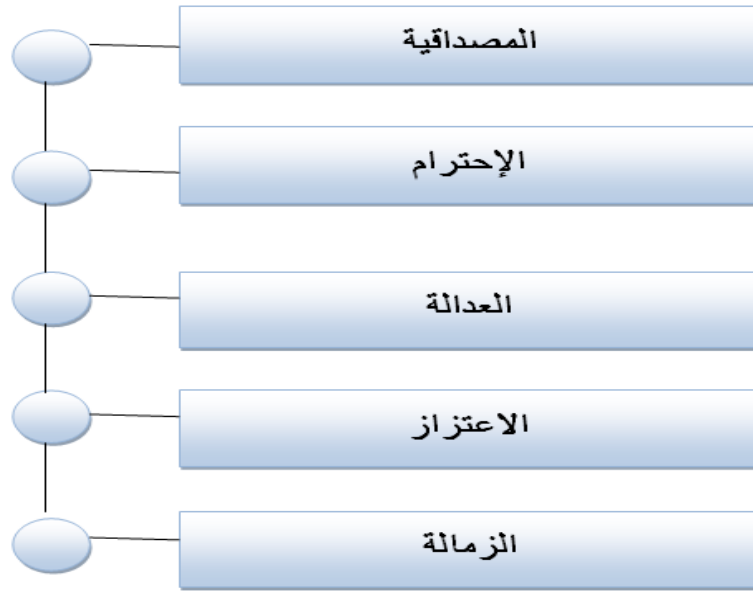 المصداقية
الإحترام
العدالة
الاعتزاز
الزمالة